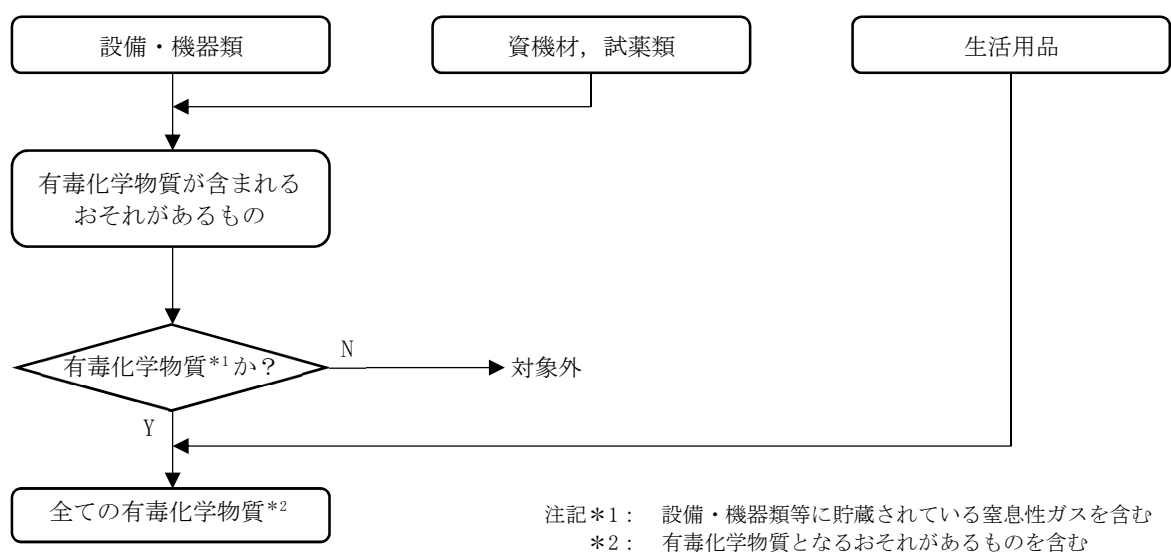 設備・機器類
資機材，試薬類
生活用品
有毒化学物質が含まれる
おそれがあるもの
有毒化学物質*1か？
N
対象外
Y
全ての有毒化学物質*2
注記*1： 設備・機器類等に貯蔵されている窒息性ガスを含む
*2： 有毒化学物質となるおそれがあるものを含む